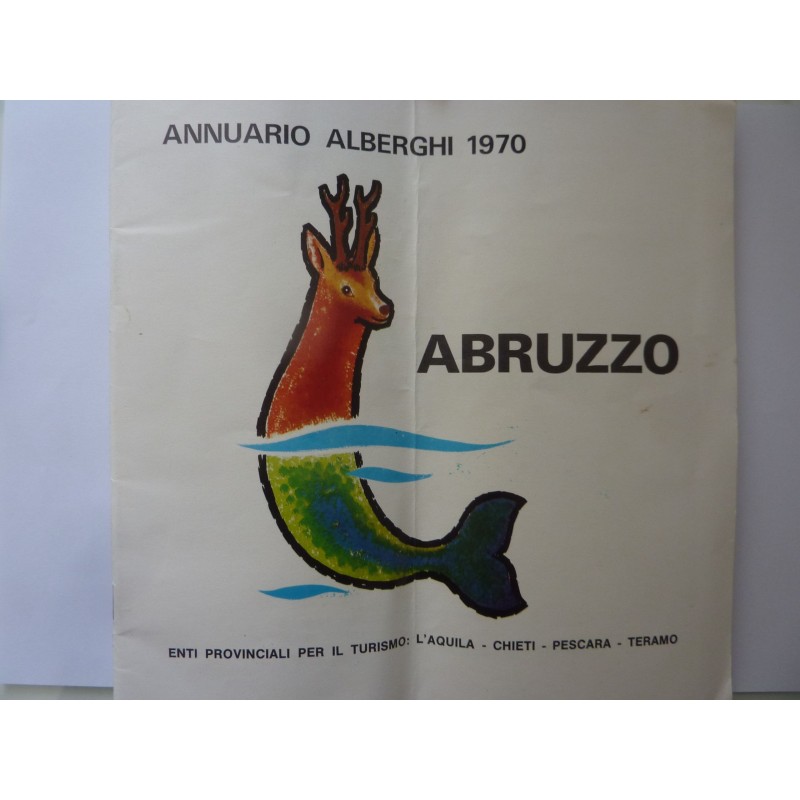 ANNUARIO ALBERGHI 1970
ABRUZZO
ENTI PROVINCIALI PER IL TURISMO: L'AQUILA - CHIETI - PESCARA - TERAMO